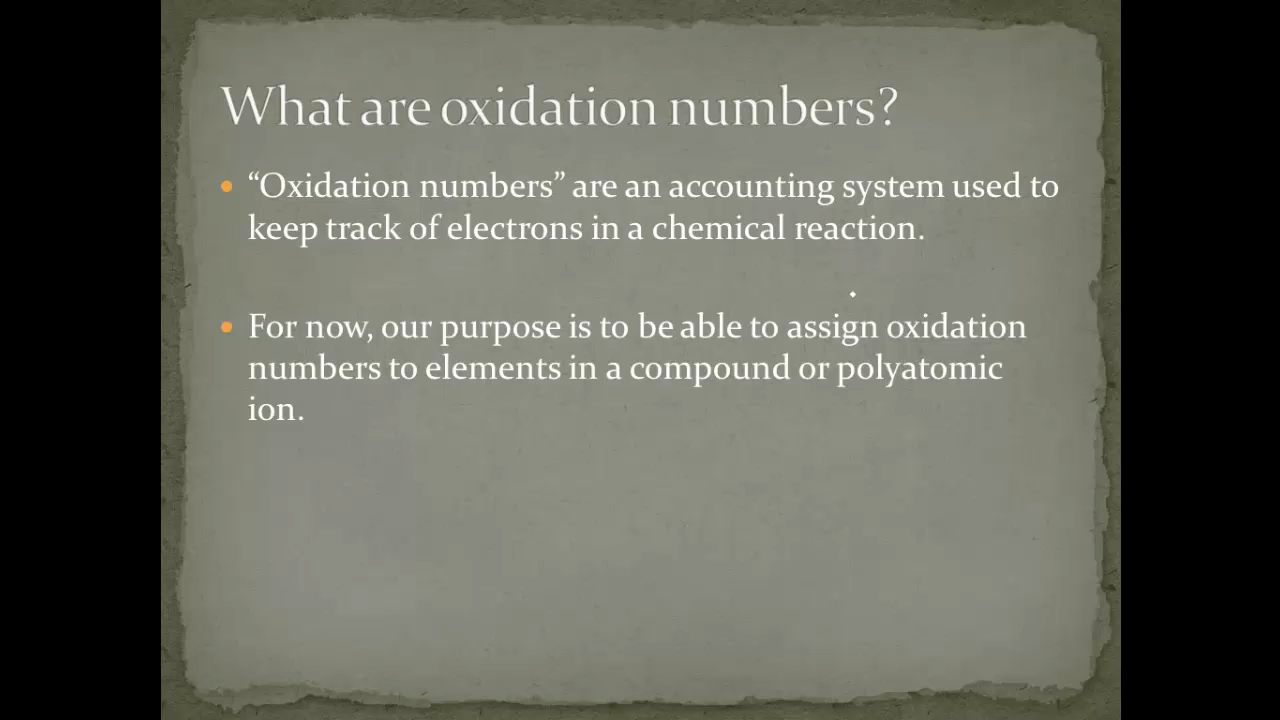 What are oxidation numbers?
“Oxidation numbers” are an accounting system used to
keep track of electrons in a chemical reaction.
For now, our purpose is to be able to assign oxidation
numbers to elements in a compound or polyatomic
ion.